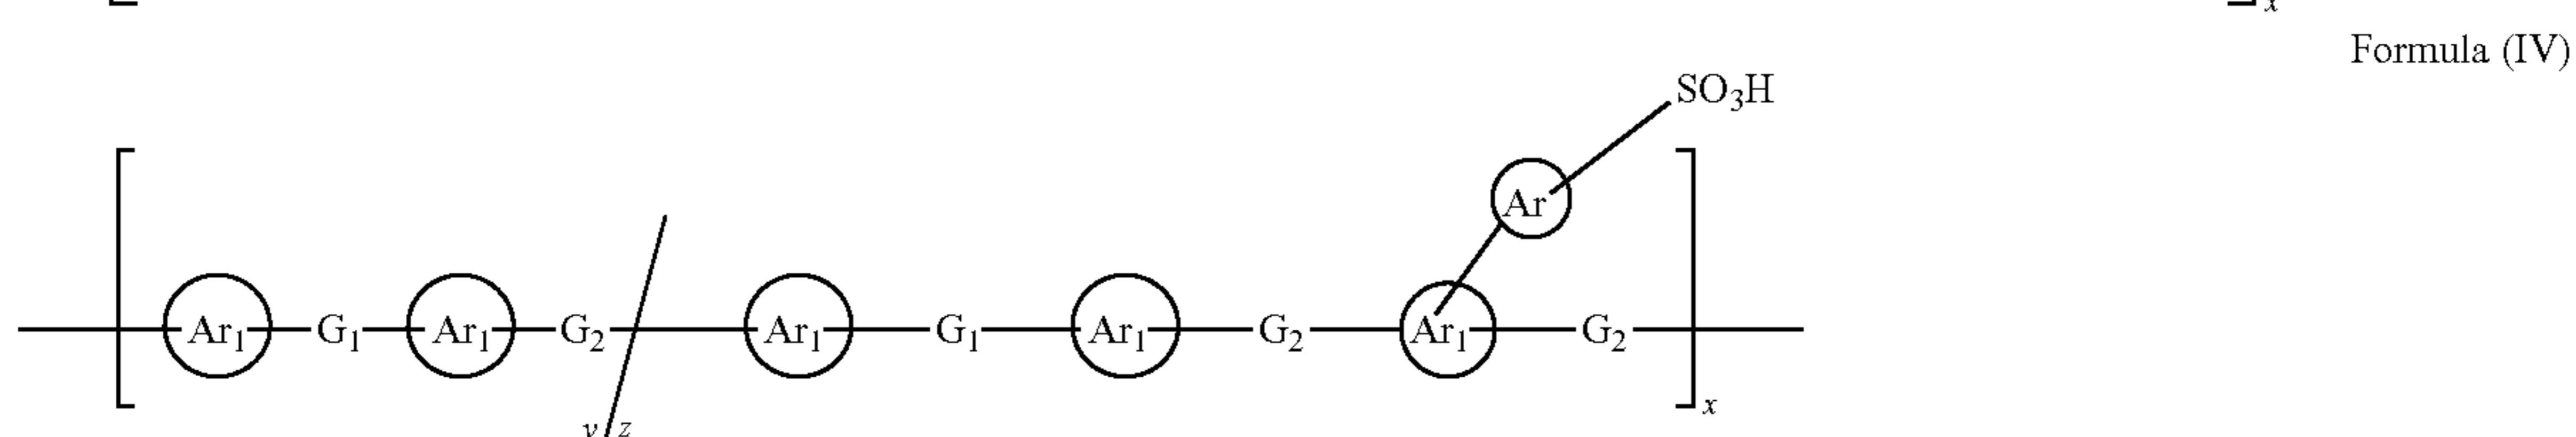 x
Formula (IV)
SO₃H
Ar
Ar₁ G₁ Ar₁ G₂ Ar₁ G₁ Ar₁ G₂ Ar₁ G₂
x
y z